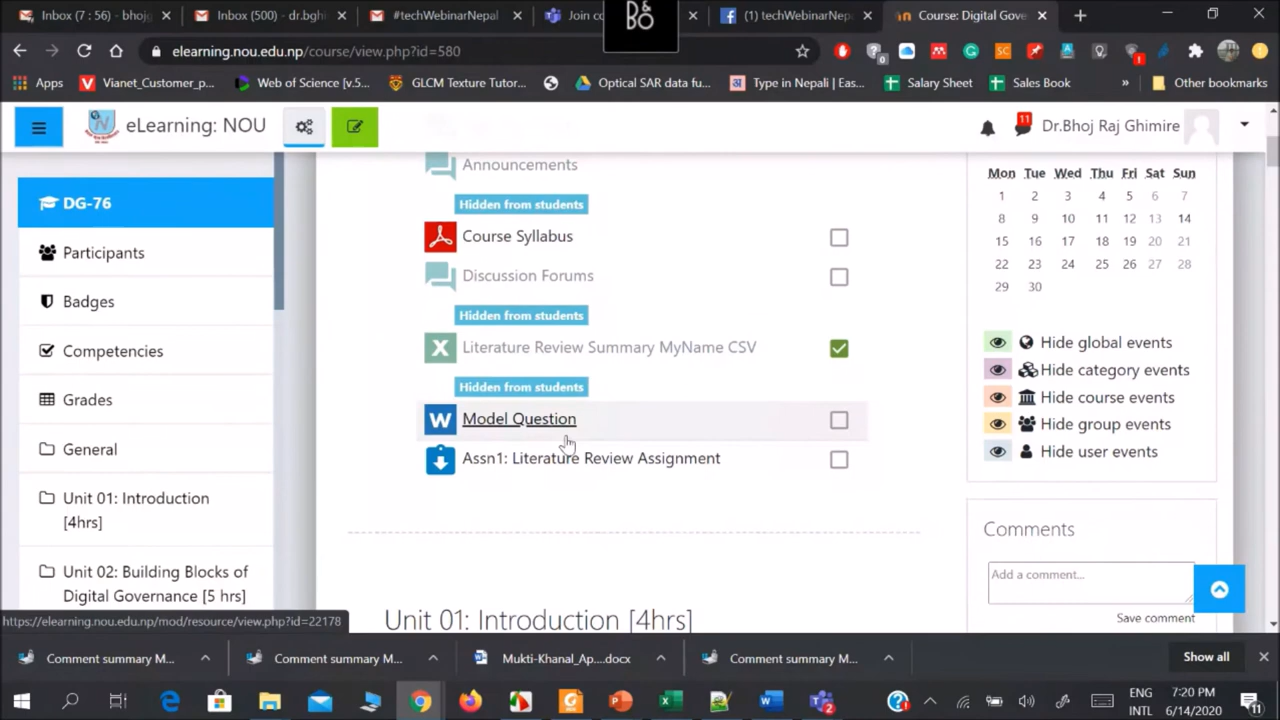 Inbox (7 : 56) - bhojg
Inbox (500) - dr.bghi
#techWebinarNepal
Join co
B&O
(1) techWebinarNep
Course: Digital Gove
elearning.nou.edu.np/course/view.php?id=580
Apps
Vianet_Customer_p...
Web of Science [v.5...
GLCM Texture Tutor...
Optical SAR data fu...
Type in Nepali | Eas...
Salary Sheet
Sales Book
»
Other bookmarks
eLearning: NOU
11
Dr.Bhoj Raj Ghimire
DG-76
Participants
Badges
Competencies
Grades
General
Unit 01: Introduction
[4hrs]
Unit 02: Building Blocks of
Digital Governance [5 hrs]
https://elearning.nou.edu.np/mod/resource/view.php?id=22178
Announcements
Hidden from students
Course Syllabus
Discussion Forums
Hidden from students
Literature Review Summary MyName CSV
Hidden from students
Model Question
Assn1: Literature Review Assignment
Unit 01: Introduction [4hrs]
Mon Tue Wed Thu Fri Sat Sun
1 2 3 4 5 6 7
8 9 10 11 12 13 14
15 16 17 18 19 20 21
22 23 24 25 26 27 28
29 30
Hide global events
Hide category events
Hide course events
Hide group events
Hide user events
Comments
Add a comment...
Save comment
Comment summary M...
Comment summary M...
Mukti-Khanal_Ap....docx
Comment summary M...
Show all
ENG
INTL
7:20 PM
6/14/2020
11